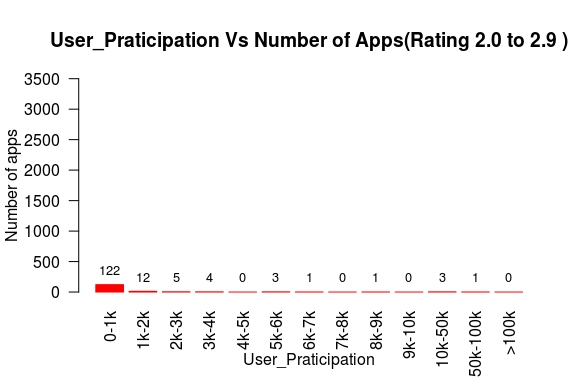 User_Praticipation Vs Number of Apps(Rating 2.0 to 2.9 )
Number of apps
3500
3000
2500
2000
1500
1000
500
0
122 12 5 4 0 3 1 0 1 0 3 1 0
0-1k 1k-2k 2k-3k 3k-4k 4k-5k 5k-6k 6k-7k 7k-8k 8k-9k 9k-10k 10k-50k 50k-100k >100k
User_Praticipation